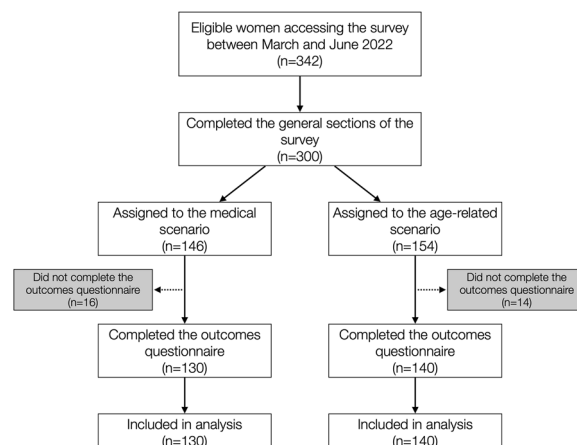 Eligible women accessing the survey
between March and June 2022
(n=342)
Completed the general sections of the
survey
(n=300)
Assigned to the medical
scenario
(n=146)
Assigned to the age-related
scenario
(n=154)
Did not complete the
outcomes questionnaire
(n=16)
Did not complete the
outcomes questionnaire
(n=14)
Completed the outcomes
questionnaire
(n=130)
Completed the outcomes
questionnaire
(n=140)
Included in analysis
(n=130)
Included in analysis
(n=140)